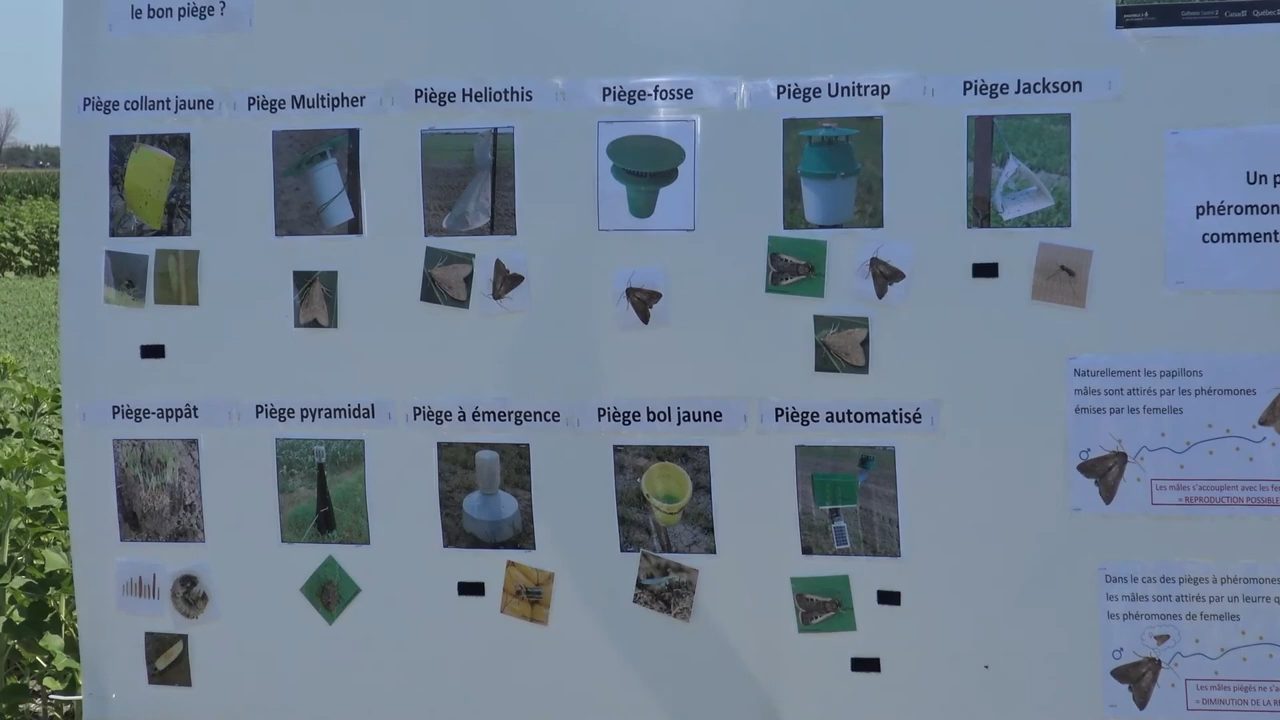 le bon piège ?
Canada
Québec
Piège collant jaune
Piège Multipher
Piège Heliothis
Piège-fosse
Piège Unitrap
Piège Jackson
Un
phéromon
comment
Naturellement les papillons
mâles sont attirés par les phéromones
émises par les femelles
Les mâles s'accouplent avec les
= REPRODUCTION POSSIBLE
Piège-appât
Piège pyramidal
Piège à émergence
Piège bol jaune
Piège automatisé
Dans le cas des pièges à phéromones
les mâles sont attirés par un leurre
les phéromones de femelles
Les mâles piégés ne
= DIMINUTION DE LA